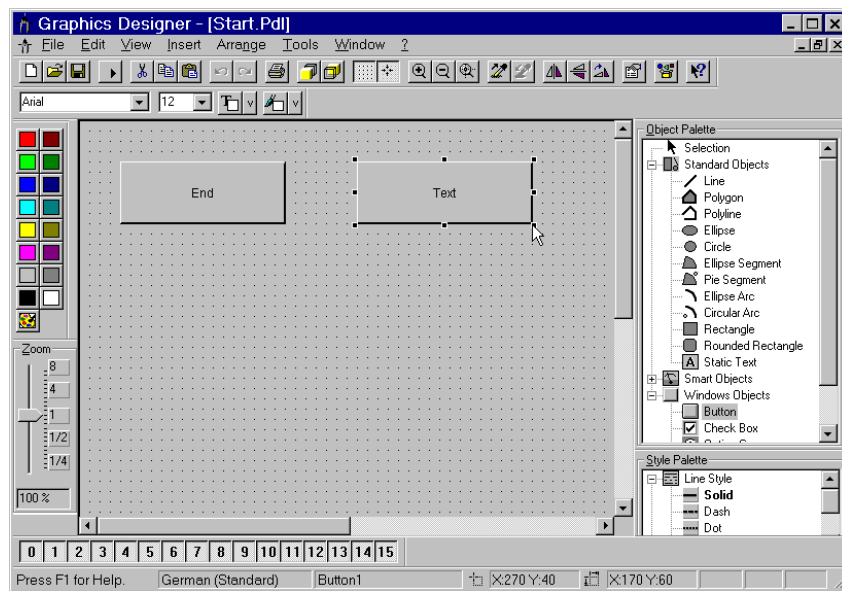 Graphics Designer - [Start.Pdl]
File Edit View Insert Arrange Tools Window ?
Arial 12
End
Text
Zoom
8
4
1
1/2
1/4
100 %
Object Palette
Selection
Standard Objects
Line
Polygon
Polyline
Ellipse
Circle
Ellipse Segment
Pie Segment
Ellipse Arc
Circular Arc
Rectangle
Rounded Rectangle
A Static Text
Smart Objects
Windows Objects
Button
Check Box
Style Palette
Line Style
Solid
Dash
Dot
0 1 2 3 4 5 6 7 8 9 10 11 12 13 14 15
Press F1 for Help. German (Standard) Button1 X:270 Y:40 X:170 Y:60